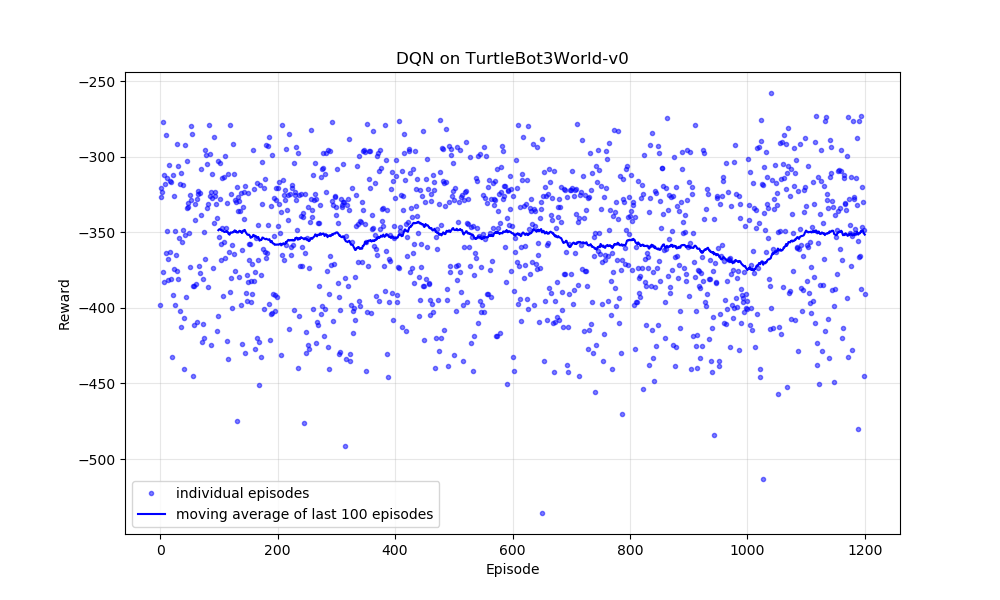 DQN on TurtleBot3World-v0
−250
−300
−350
−400
−450
−500
Reward
individual episodes
moving average of last 100 episodes
0 200 400 600 800 1000 1200
Episode